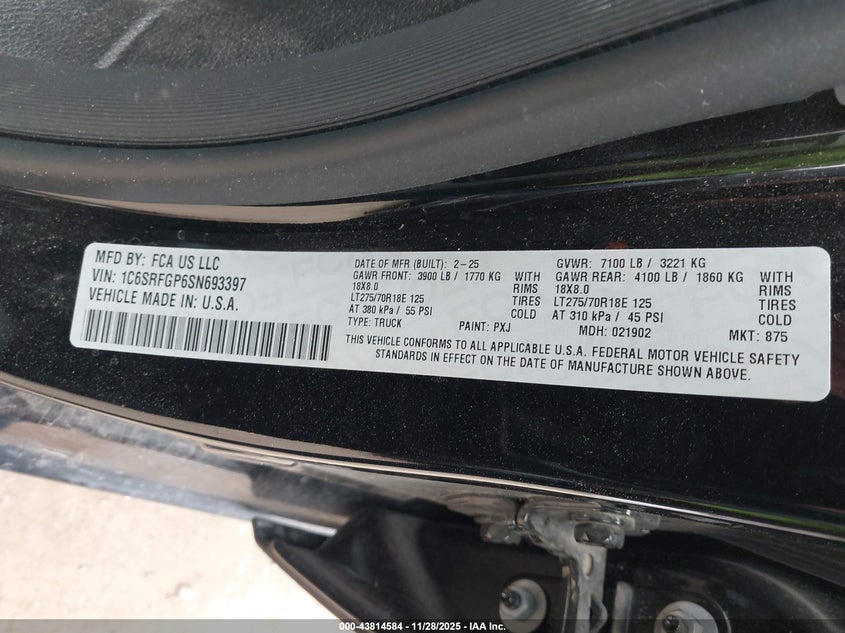 MFD BY: FCA US LLC
VIN: 1C6SRFGP6SN693397
VEHICLE MADE IN: U.S.A.
DATE OF MFR (BUILT): 2-25
GVWR: 7100 LB / 3221 KG
GAWR FRONT: 3900 LB / 1770 KG WITH
GAWR REAR: 4100 LB / 1860 KG WITH
18X8.0 RIMS
18X8.0 RIMS
LT275/70R18E 125 TIRES
LT275/70R18E 125 TIRES
AT 380 kPa / 55 PSI COLD
AT 310 kPa / 45 PSI COLD
TYPE: TRUCK PAINT: PXJ MDH: 021902 MKT: 875
THIS VEHICLE CONFORMS TO ALL APPLICABLE U.S.A. FEDERAL MOTOR VEHICLE SAFETY
STANDARDS IN EFFECT ON THE DATE OF MANUFACTURE SHOWN ABOVE.
000-43814584 | 11/28/2025 - IAA Inc.